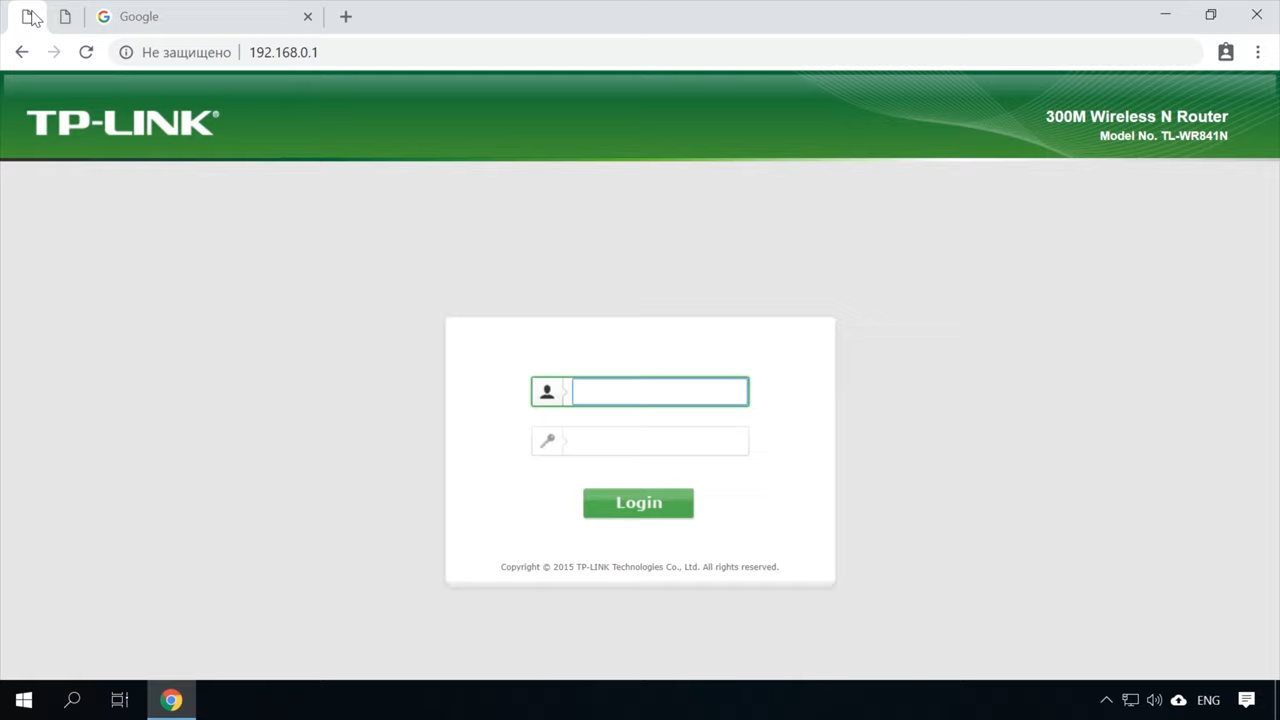 Google
Не защищено
192.168.0.1
TP-LINK®
300M Wireless N Router
Model No. TL-WR841N
Login
Copyright © 2015 TP-LINK Technologies Co., Ltd. All rights reserved.
ENG